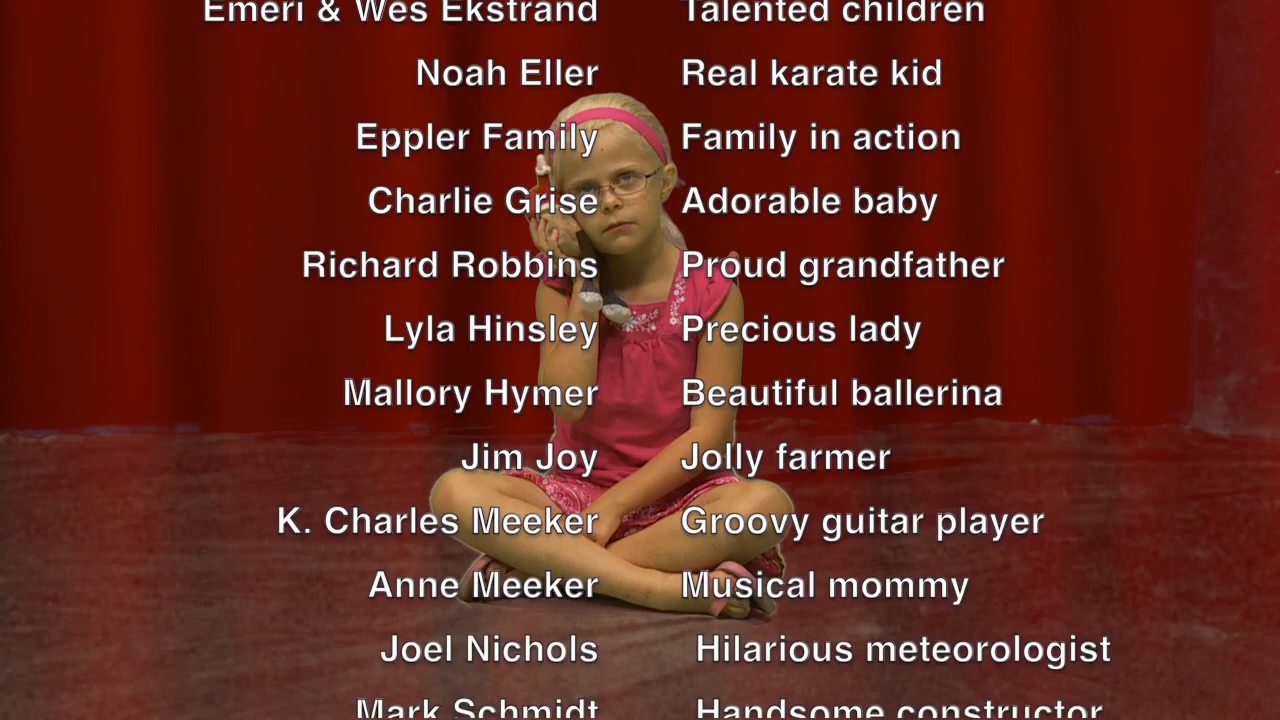 Emeri & Wes Ekstrand Talented children
Noah Eller Real karate kid
Eppler Family Family in action
Charlie Grise Adorable baby
Richard Robbins Proud grandfather
Lyla Hinsley Precious lady
Mallory Hymer Beautiful ballerina
Jim Joy Jolly farmer
K. Charles Meeker Groovy guitar player
Anne Meeker Musical mommy
Joel Nichols Hilarious meteorologist
Mark Schmidt Handsome constructor